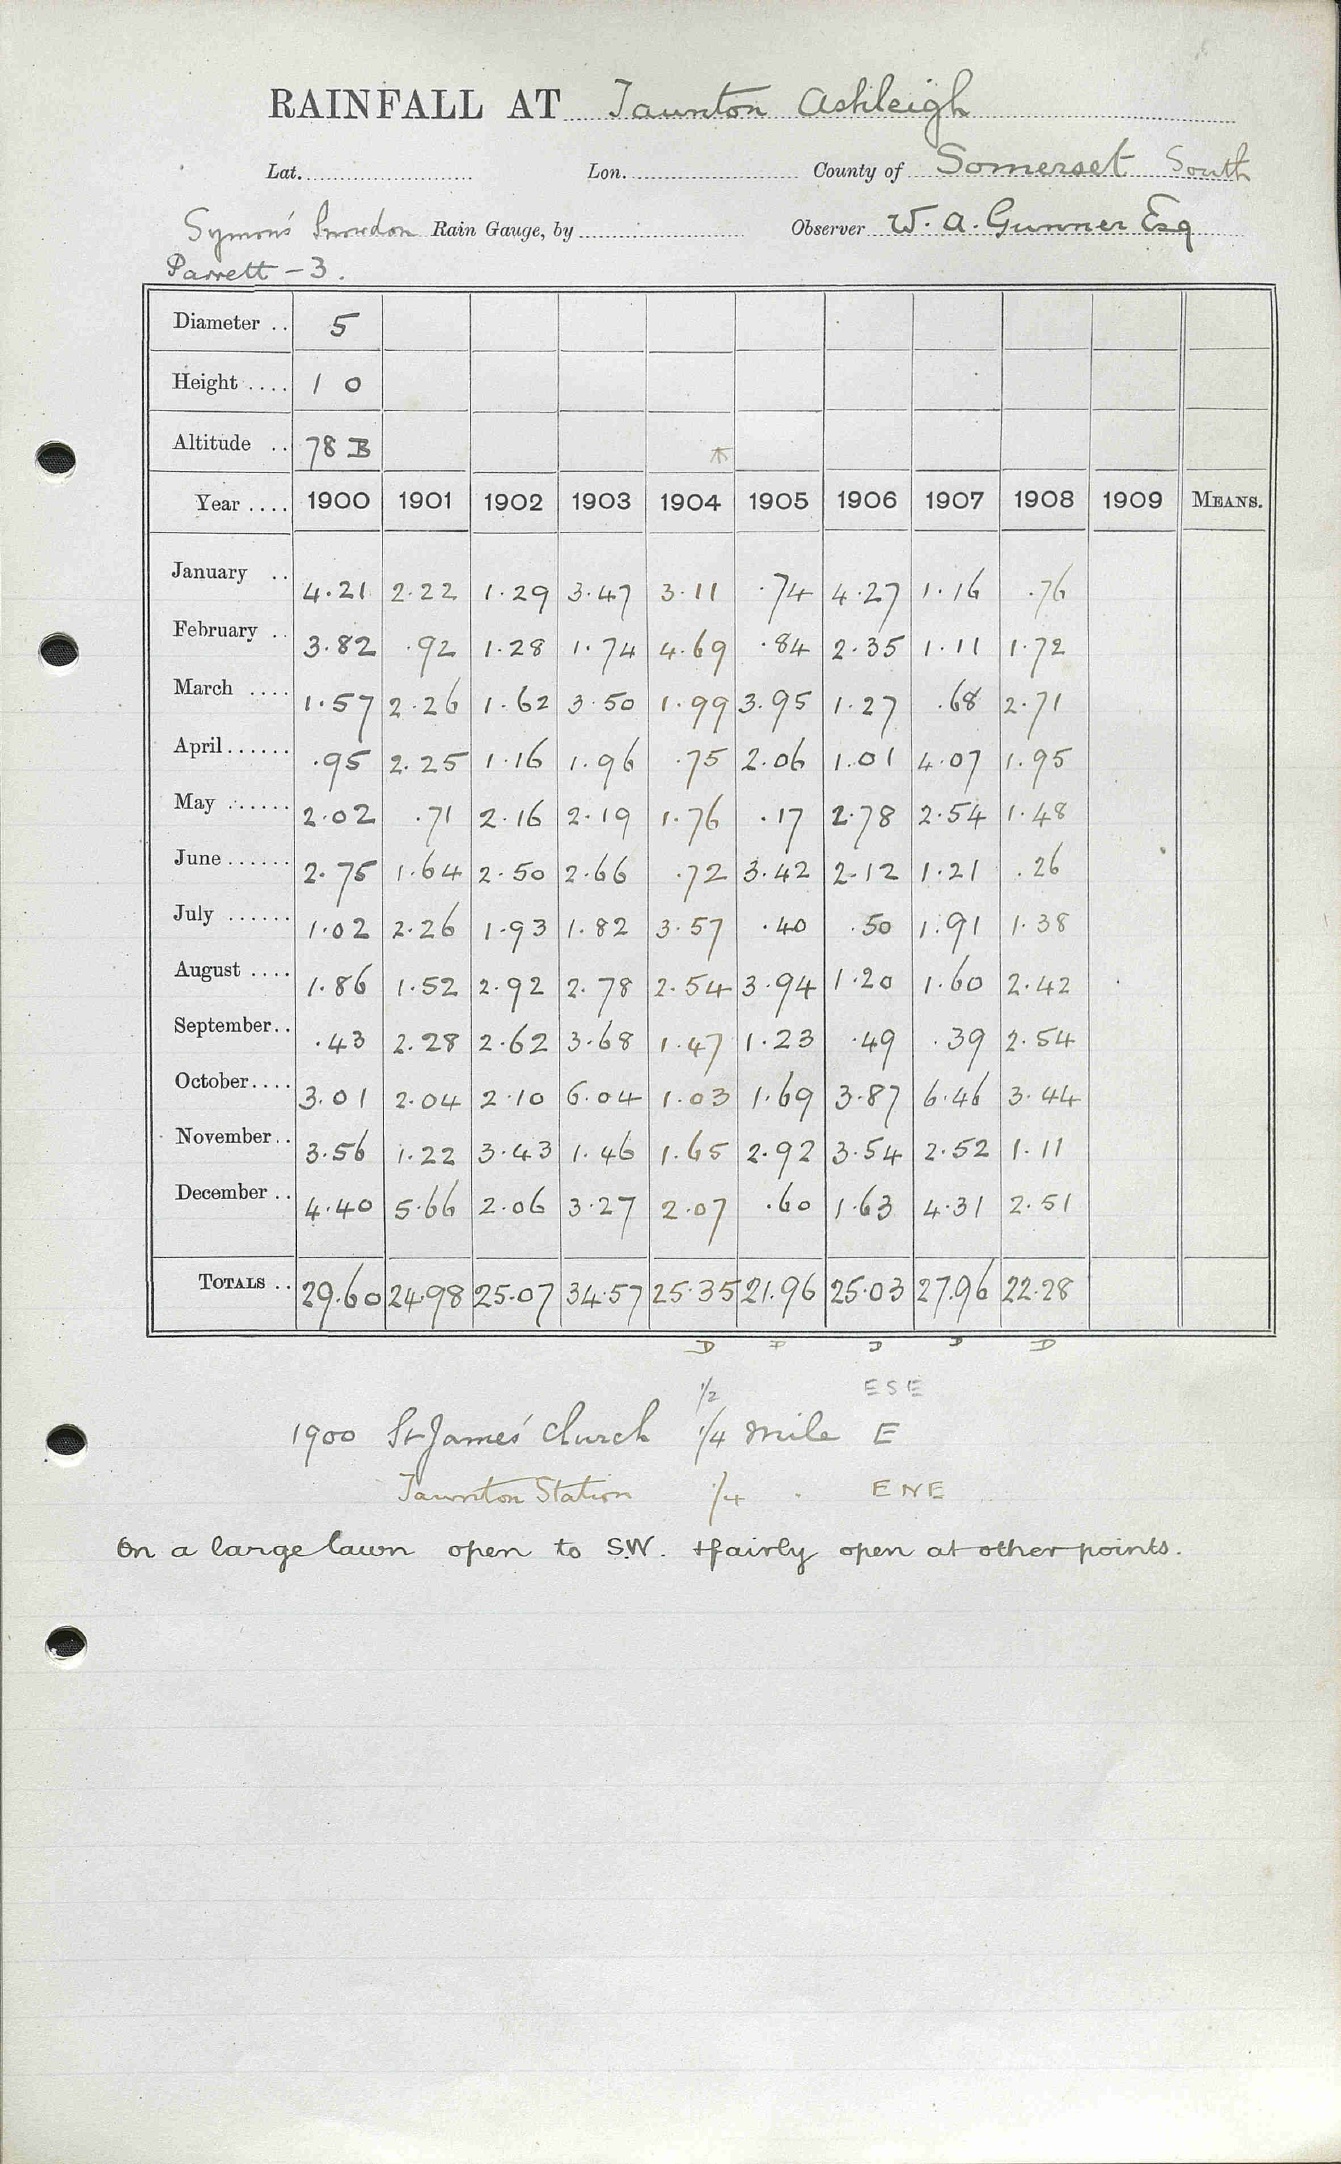 RAINFALL AT Taunton Ashleigh
Lat. Lon. County of Somerset South
Symon's Snowdon Rain Gauge, by Observer W. A. Gunner Esq
Parrett - 3.
Diameter .. 5
Height .... 1 0
Altitude .. 78 B
Year .... 1900 1901 1902 1903 1904 1905 1906 1907 1908 1909 MEANS.
January .. 4.21 2.22 1.29 3.47 3.11 .74 4.27 1.16 .76
February .. 3.82 .92 1.28 1.74 4.69 .84 2.35 1.11 1.72
March .... 1.57 2.26 1.62 3.50 1.99 3.95 1.27 .68 2.71
April...... .95 2.25 1.16 1.96 .75 2.06 1.01 4.07 1.95
May ...... 2.02 .71 2.16 2.19 1.76 .17 2.78 2.54 1.48
June...... 2.75 1.64 2.50 2.66 .72 3.42 2.12 1.21 .26
July ...... 1.02 2.26 1.93 1.82 3.57 .40 .50 1.91 1.38
August .... 1.86 1.52 2.92 2.78 2.54 3.94 1.20 1.60 2.42
September.. .43 2.28 2.62 3.68 1.47 1.23 .49 .39 2.54
October.... 3.01 2.04 2.10 6.04 1.03 1.69 3.87 6.46 3.44
November.. 3.56 1.22 3.43 1.46 1.65 2.92 3.54 2.52 1.11
December .. 4.40 5.66 2.06 3.27 2.07 .60 1.63 4.31 2.51
TOTALS .. 29.60 24.98 25.07 34.57 25.35 21.96 25.03 27.96 22.28
D D D D D
1/2 ESE
1900 St James' Church 1/4 mile E
Taunton Station 1/4 " ENE
On a large lawn open to S.W. + fairly open at other points.